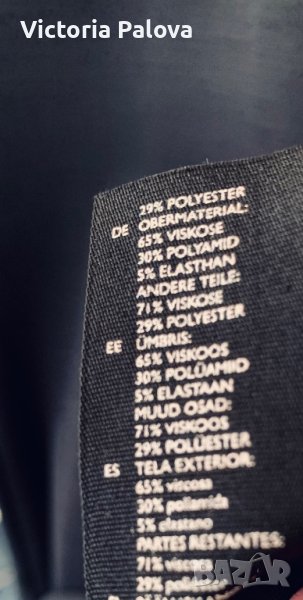 Victoria Palova
29% POLYESTER
DE OBERMATERIAL:
65% VISKOSE
30% POLYAMID
5% ELASTHAN
ANDERE TEILE:
71% VISKOSE
29% POLYESTER
EE ÜMBRIS:
65% VISKOOS
30% POLÜAMIID
5% ELASTAAN
MUUD OSAD:
71% VISKOOS
29% POLÜESTER
ES TELA EXTERIOR:
65% viscosa
30% poliamida
5% elastano
PARTES RESTANTES:
71%
29%
bazar